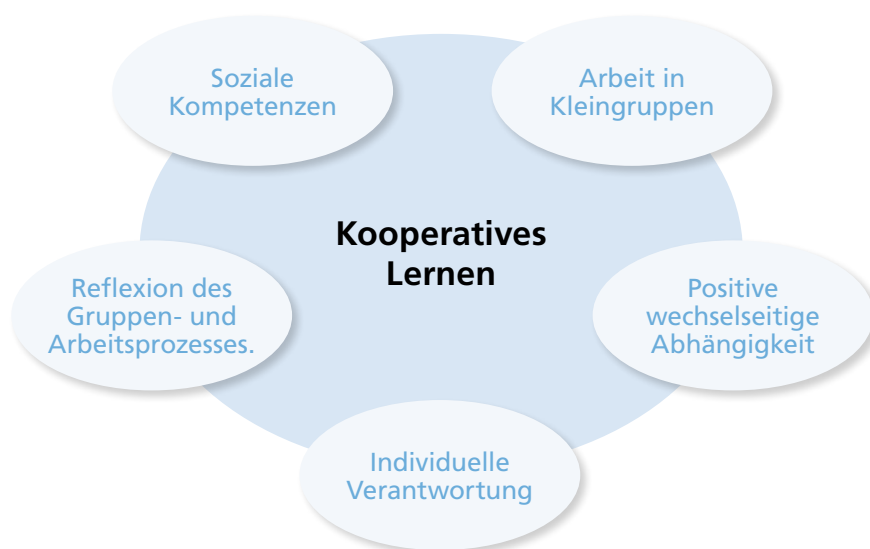 Soziale
Kompetenzen
Arbeit in
Kleingruppen
Kooperatives
Lernen
Reflexion des
Gruppen- und
Arbeitsprozesses.
Positive
wechselseitige
Abhängigkeit
Individuelle
Verantwortung